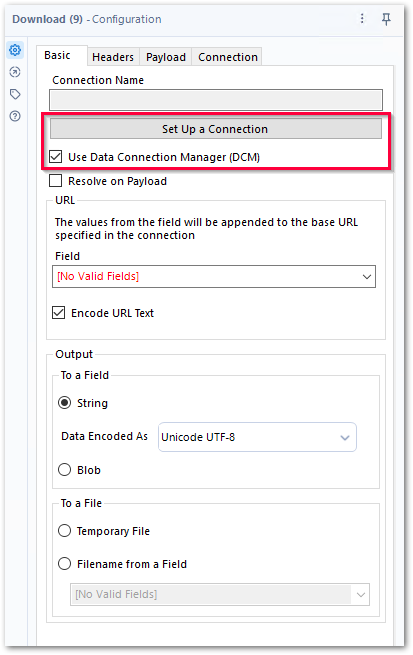 Download (9) - Configuration
Basic Headers Payload Connection
Connection Name
Set Up a Connection
Use Data Connection Manager (DCM)
Resolve on Payload
URL
The values from the field will be appended to the base URL
specified in the connection
Field
[No Valid Fields]
Encode URL Text
Output
To a Field
String
Data Encoded As Unicode UTF-8
Blob
To a File
Temporary File
Filename from a Field
[No Valid Fields]